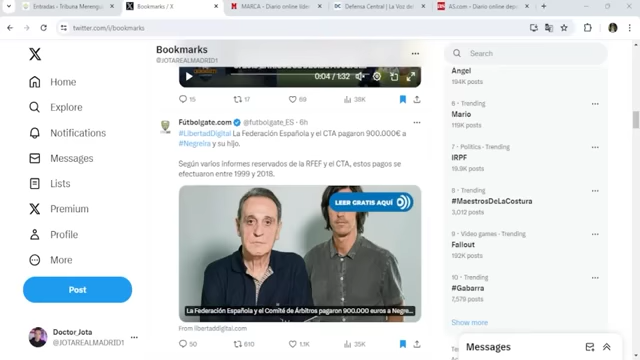 Entradas - Tribuna Merengue
Bookmarks / X
MARCA - Diario online líder
Defensa Central | La Voz de
AS.com - Diario online depo
twitter.com/i/bookmarks
X
Home
Explore
Notifications
Messages
Lists
Premium
Profile
More
Post
Doctor_Jota
@JOTAREALMADRID1
Bookmarks
@JOTAREALMADRID1
0:04 / 1:32
15
17
69
38K
Fútbolgate.com
@futbolgate_ES · 6h
#LibertadDigital La Federación Española y el CTA pagaron 900.000€ a
#Negreira y su hijo.
Según varios informes reservados de la RFEF y el CTA, estos pagos se
efectuaron entre 1999 y 2018.
LEER GRATIS AQUÍ
La Federación Española y el Comité de Árbitros pagaron 900.000 euros a Negre...
From libertaddigital.com
50
610
1.1K
35K
Search
Angel
194K posts
6 · Trending
Mario
119K posts
7 · Politics · Trending
IRPF
19.9K posts
8 · Trending
#MaestrosDeLaCostura
3,012 posts
9 · Video games · Trending
Fallout
192K posts
10 · Trending
#Gabarra
7,579 posts
Show more
Messages